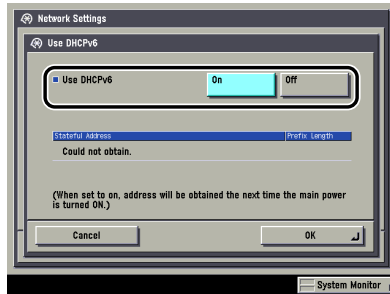 Network Settings
Use DHCPv6
Use DHCPv6 On Off
Stateful Address Prefix Length
Could not obtain.
(When set to on, address will be obtained the next time the main power
is turned ON.)
Cancel OK
System Monitor